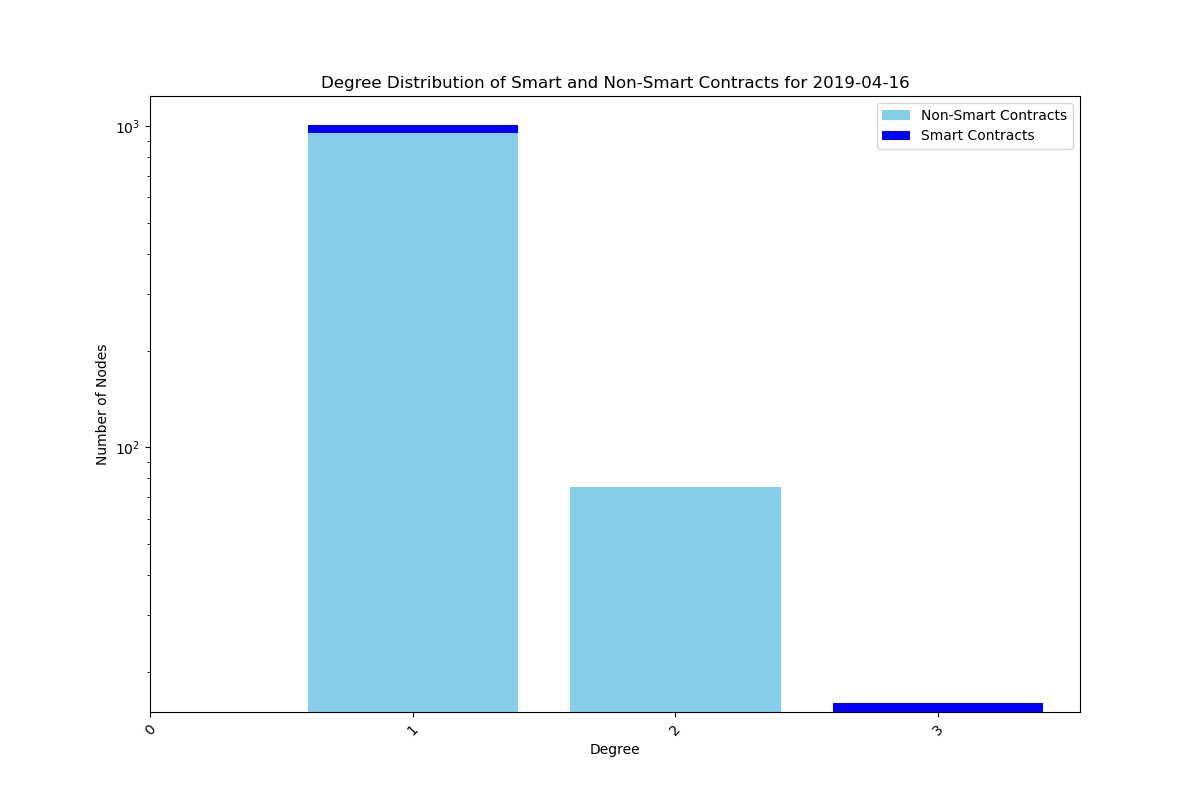 Degree Distribution of Smart and Non-Smart Contracts for 2019-04-16
Non-Smart Contracts
Smart Contracts
Number of Nodes
10³
10²
0
1
2
3
Degree